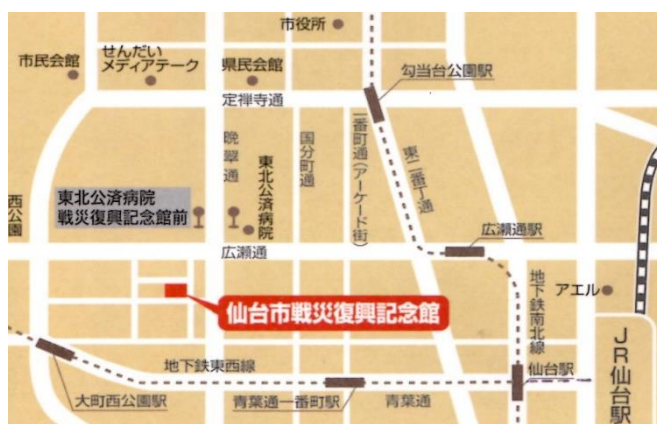 市役所
市民会館
せんだい
メディアテーク
県民会館
勾当台公園駅
定禅寺通
晩翠通
国分町通
一番町通(アーケード街)
東二番丁通
東北公済病院
西公園
東北公済病院
戦災復興記念館前
広瀬通
広瀬通駅
地下鉄南北線
アエル
仙台市戦災復興記念館
JR仙台駅
地下鉄東西線
仙台駅
大町西公園駅
青葉通一番町駅
青葉通